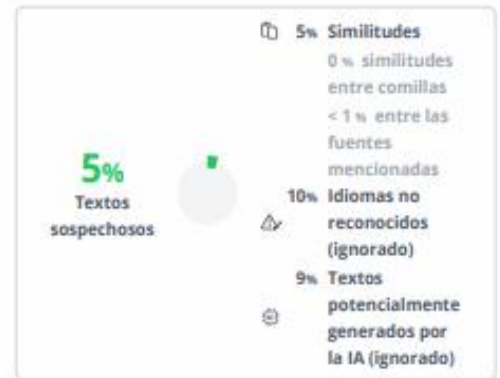 5%
Textos
sospechosos
5% Similitudes
0 % similitudes
entre comillas
< 1 % entre las
fuentes
mencionadas
10% Idiomas no
reconocidos
(ignorado)
9% Textos
potencialmente
generados por
la IA (ignorado)